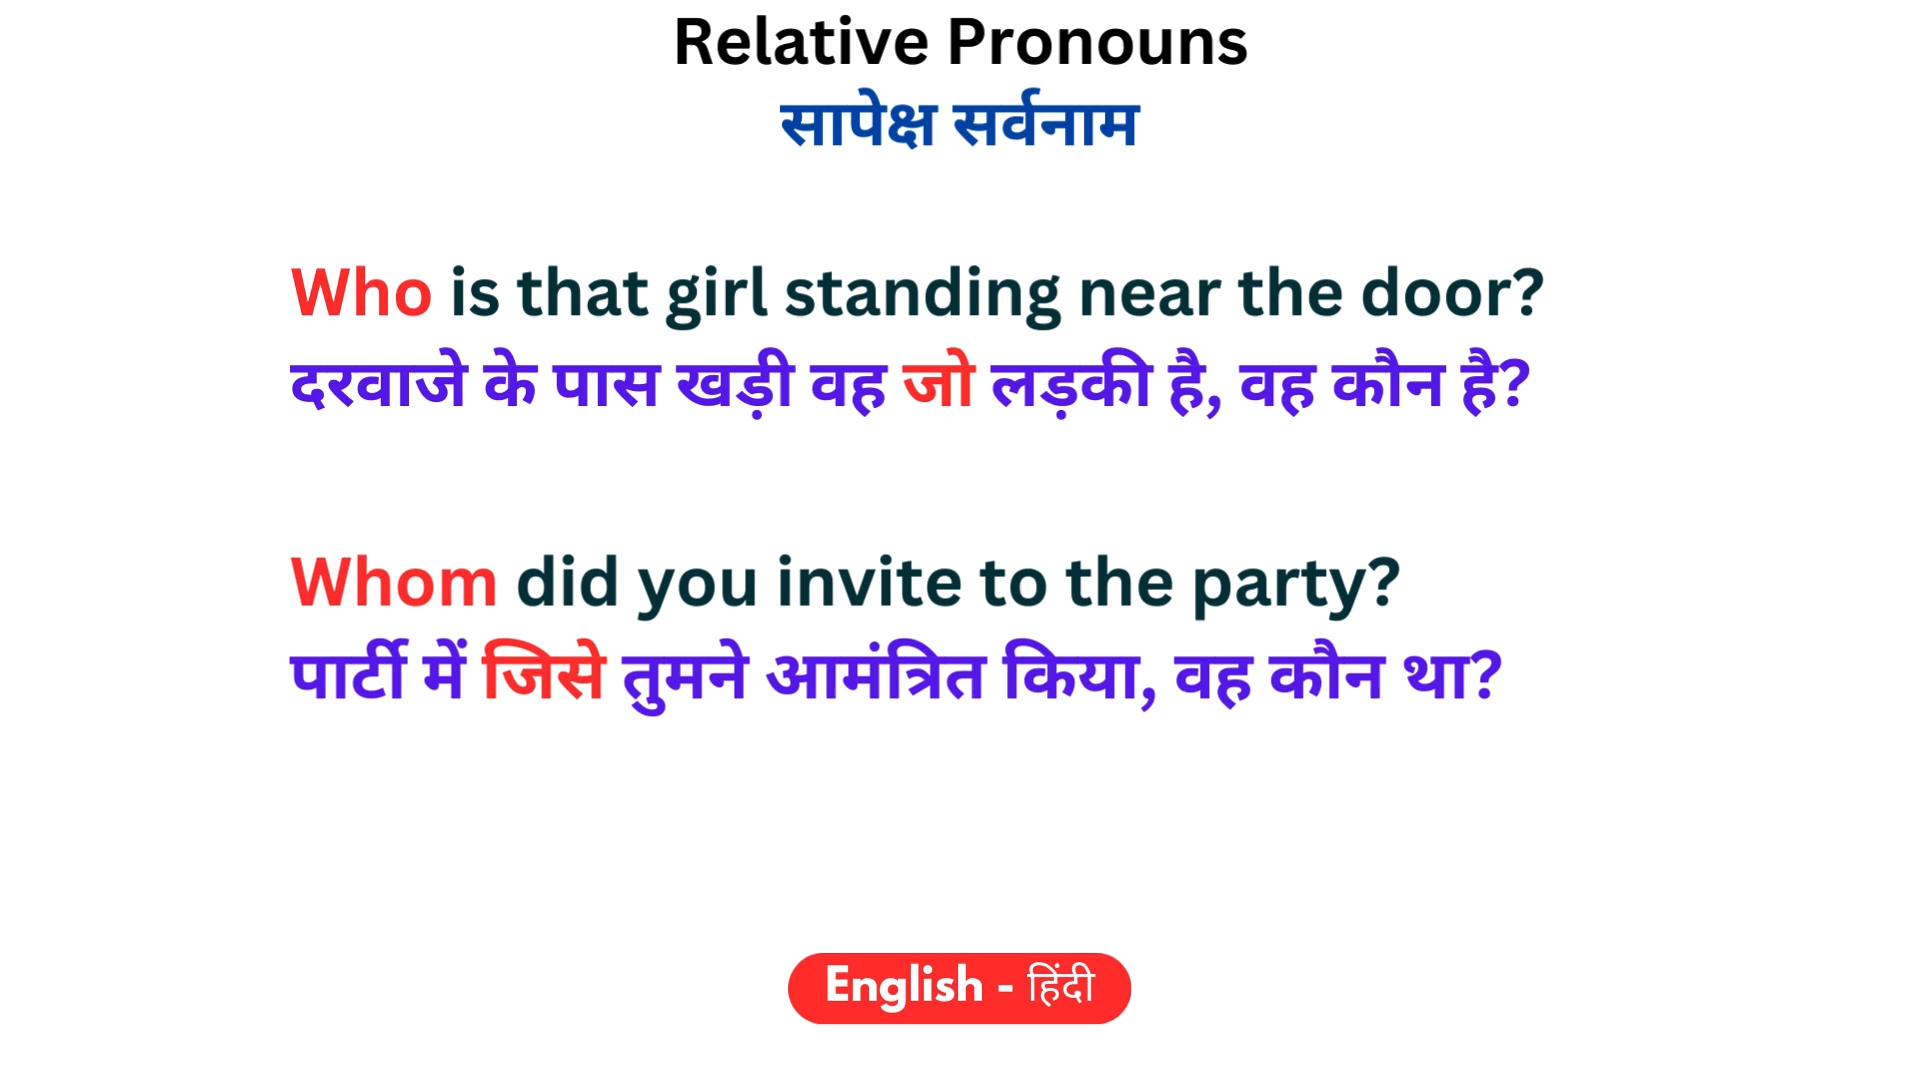 Relative Pronouns
सापेक्ष सर्वनाम
Who is that girl standing near the door?
दरवाजे के पास खड़ी वह जो लड़की है, वह कौन है?
Whom did you invite to the party?
पार्टी में जिसे तुमने आमंत्रित किया, वह कौन था?
English - हिंदी